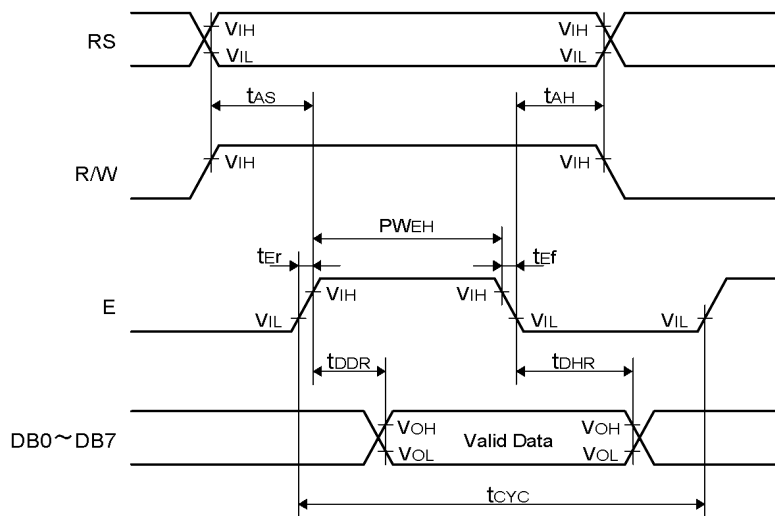 RS VIH VIH
VIL VIL
tAS tAH
R/W VIH VIH
PWEH
tEr tEf
E VIH VIH
VIL VIL VIL
tDDR tDHR
DB0～DB7 VOH Valid Data VOH
VOL VOL
tCYC